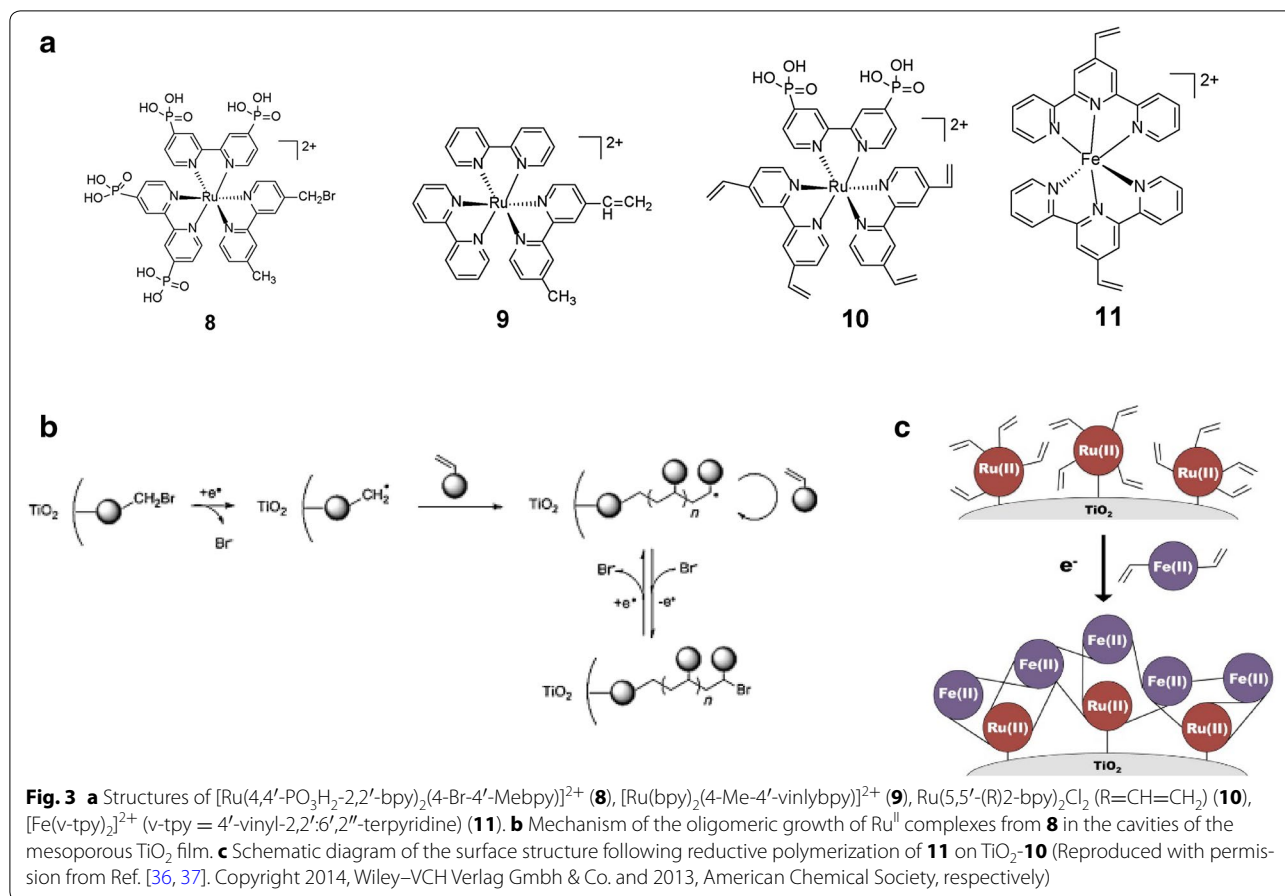 a
OH OH
HO-P=O HO-P=O
OH
HO P=O
HO
HO OH
P=O
N N N N N N
Ru
2+
CH₂Br
CH₃
8
N N N N N N
Ru
2+
C=CH₂
H
CH₃
9
OH OH
HO-P=O HO-P=O
N N N N N N
Ru
2+
10
N N N N N N
Fe
2+
11
b
TiO₂
CH₂Br
+e•
Br⁻
TiO₂
CH₂•
TiO₂
n
•
Br⁻ Br⁻
+e• -e•
TiO₂
n
Br
c
Ru(II) Ru(II) Ru(II)
TiO₂
e⁻
Fe(II)
Fe(II)
Fe(II) Fe(II)
Fe(II) Fe(II)
Ru(II) Ru(II) Ru(II)
TiO₂
Fig. 3 a Structures of [Ru(4,4′-PO₃H₂-2,2′-bpy)₂(4-Br-4′-Mebpy)]²⁺ (8), [Ru(bpy)₂(4-Me-4′-vinlybpy)]²⁺ (9), Ru(5,5′-(R)2-bpy)₂Cl₂ (R=CH=CH₂) (10),
[Fe(v-tpy)₂]²⁺ (v-tpy = 4′-vinyl-2,2′:6′,2″-terpyridine) (11). b Mechanism of the oligomeric growth of Ruᴵᴵ complexes from 8 in the cavities of the
mesoporous TiO₂ film. c Schematic diagram of the surface structure following reductive polymerization of 11 on TiO₂-10 (Reproduced with permis-
sion from Ref. [36, 37]. Copyright 2014, Wiley–VCH Verlag Gmbh & Co. and 2013, American Chemical Society, respectively)